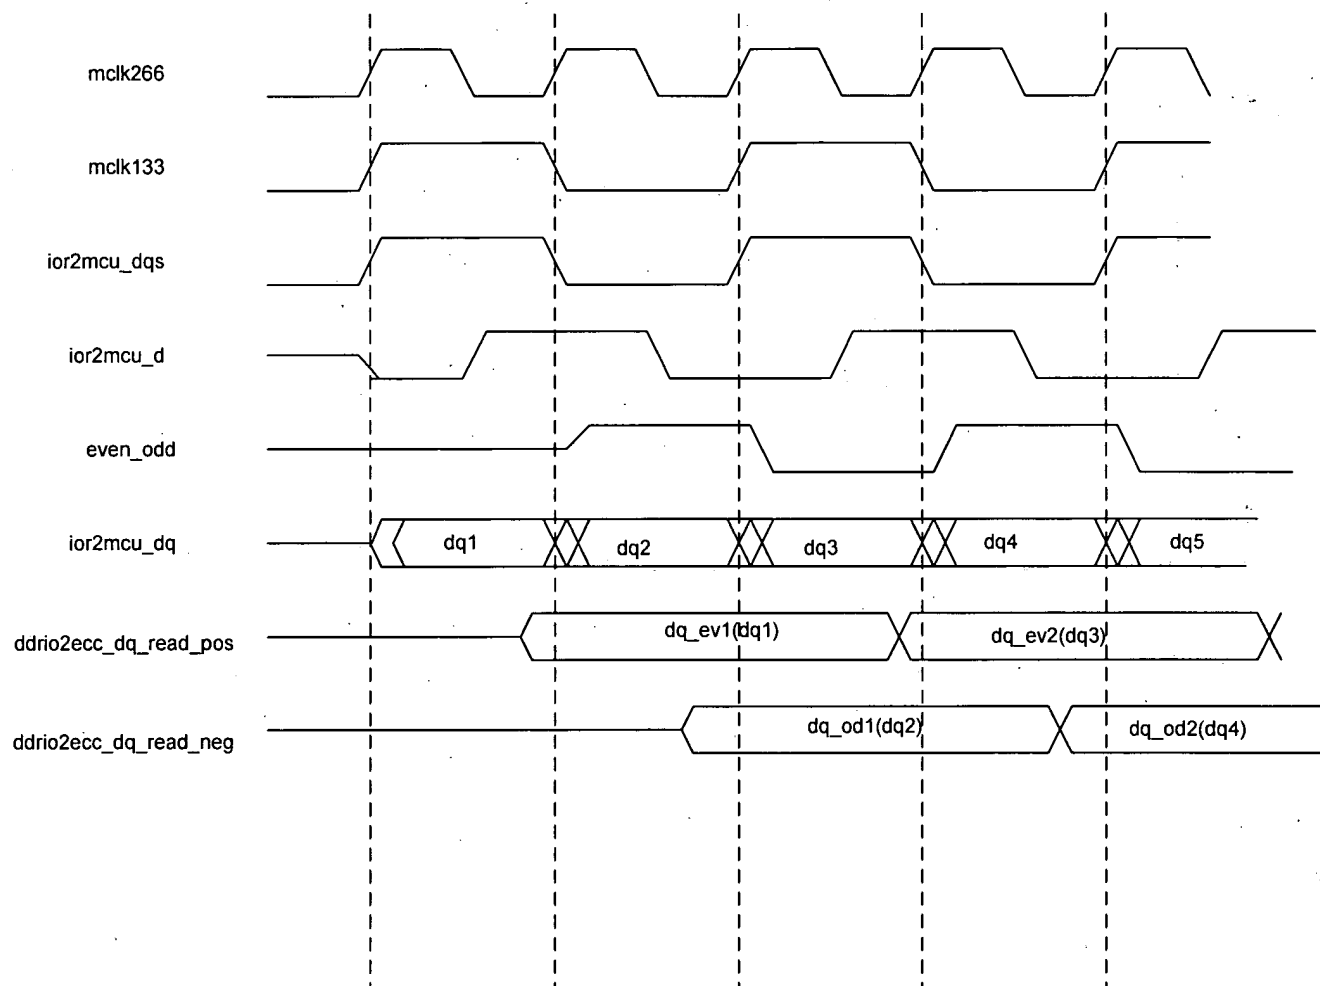 mclk266
mclk133
ior2mcu_dqs
ior2mcu_d
even_odd
ior2mcu_dq dq1 dq2 dq3 dq4 dq5
ddrio2ecc_dq_read_pos dq_ev1(dq1) dq_ev2(dq3)
ddrio2ecc_dq_read_neg dq_od1(dq2) dq_od2(dq4)